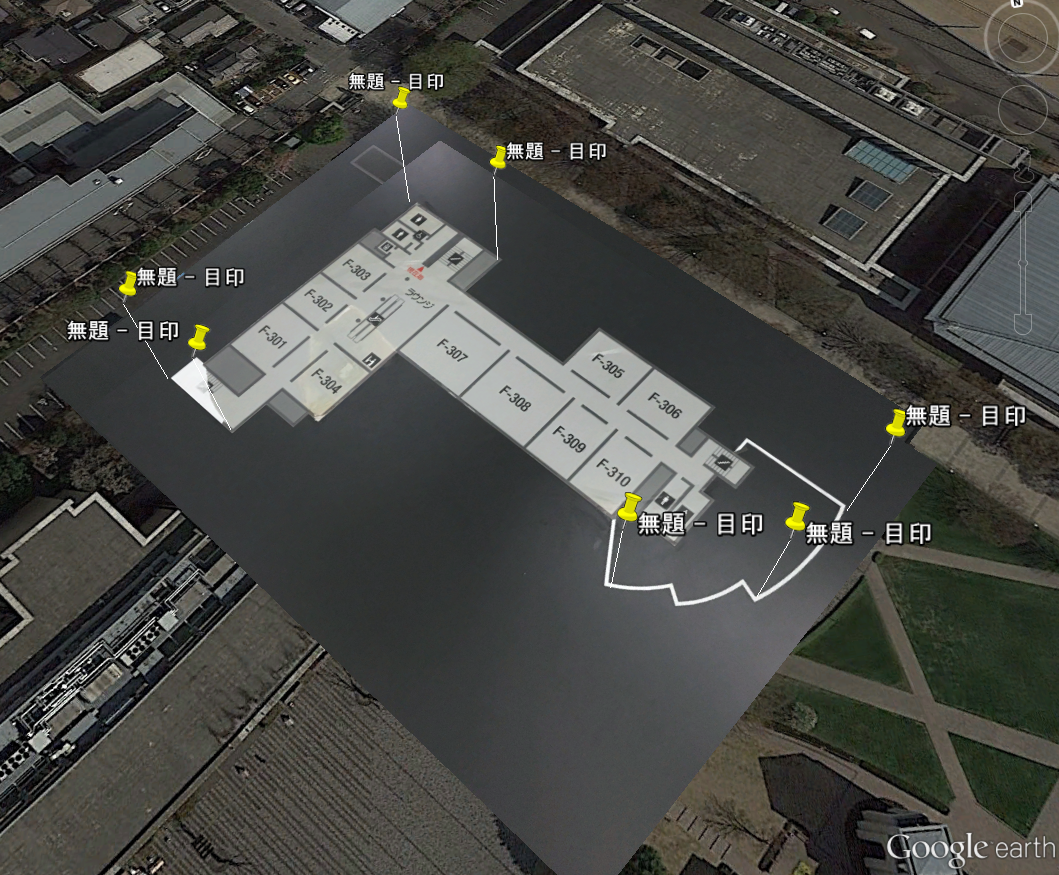 N
無題 - 目印
無題 - 目印
無題 - 目印
無題 - 目印
F-303
F-302
ラウンジ
F-301
F-304
F-307
F-305
F-308
F-306
無題 - 目印
F-309
F-310
無題 - 目印
無題 - 目印
Google earth